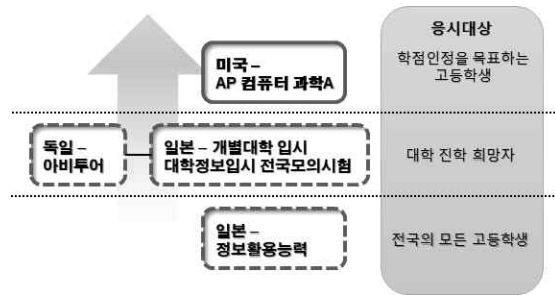 응시대상
미국 –
AP 컴퓨터 과학A
학점인정을 목표하는
고등학생
독일 –
아비투어
일본 – 개별대학 입시
대학정보입시 전국모의시험
대학 진학 희망자
일본 –
정보활용능력
전국의 모든 고등학생